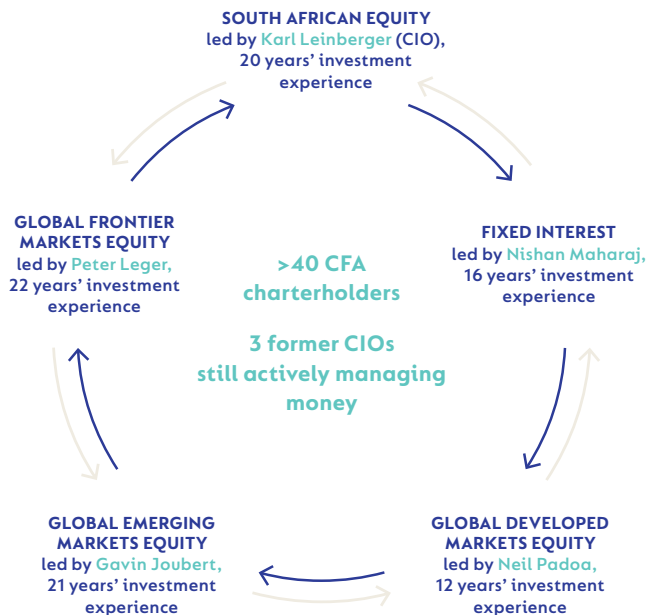 SOUTH AFRICAN EQUITY
led by Karl Leinberger (CIO),
20 years’ investment
experience
GLOBAL FRONTIER
MARKETS EQUITY
led by Peter Leger,
22 years’ investment
experience
>40 CFA
charterholders
3 former CIOs
still actively managing
money
FIXED INTEREST
led by Nishan Maharaj,
16 years’ investment
experience
GLOBAL EMERGING
MARKETS EQUITY
led by Gavin Joubert,
21 years’ investment
experience
GLOBAL DEVELOPED
MARKETS EQUITY
led by Neil Padoa,
12 years’ investment
experience